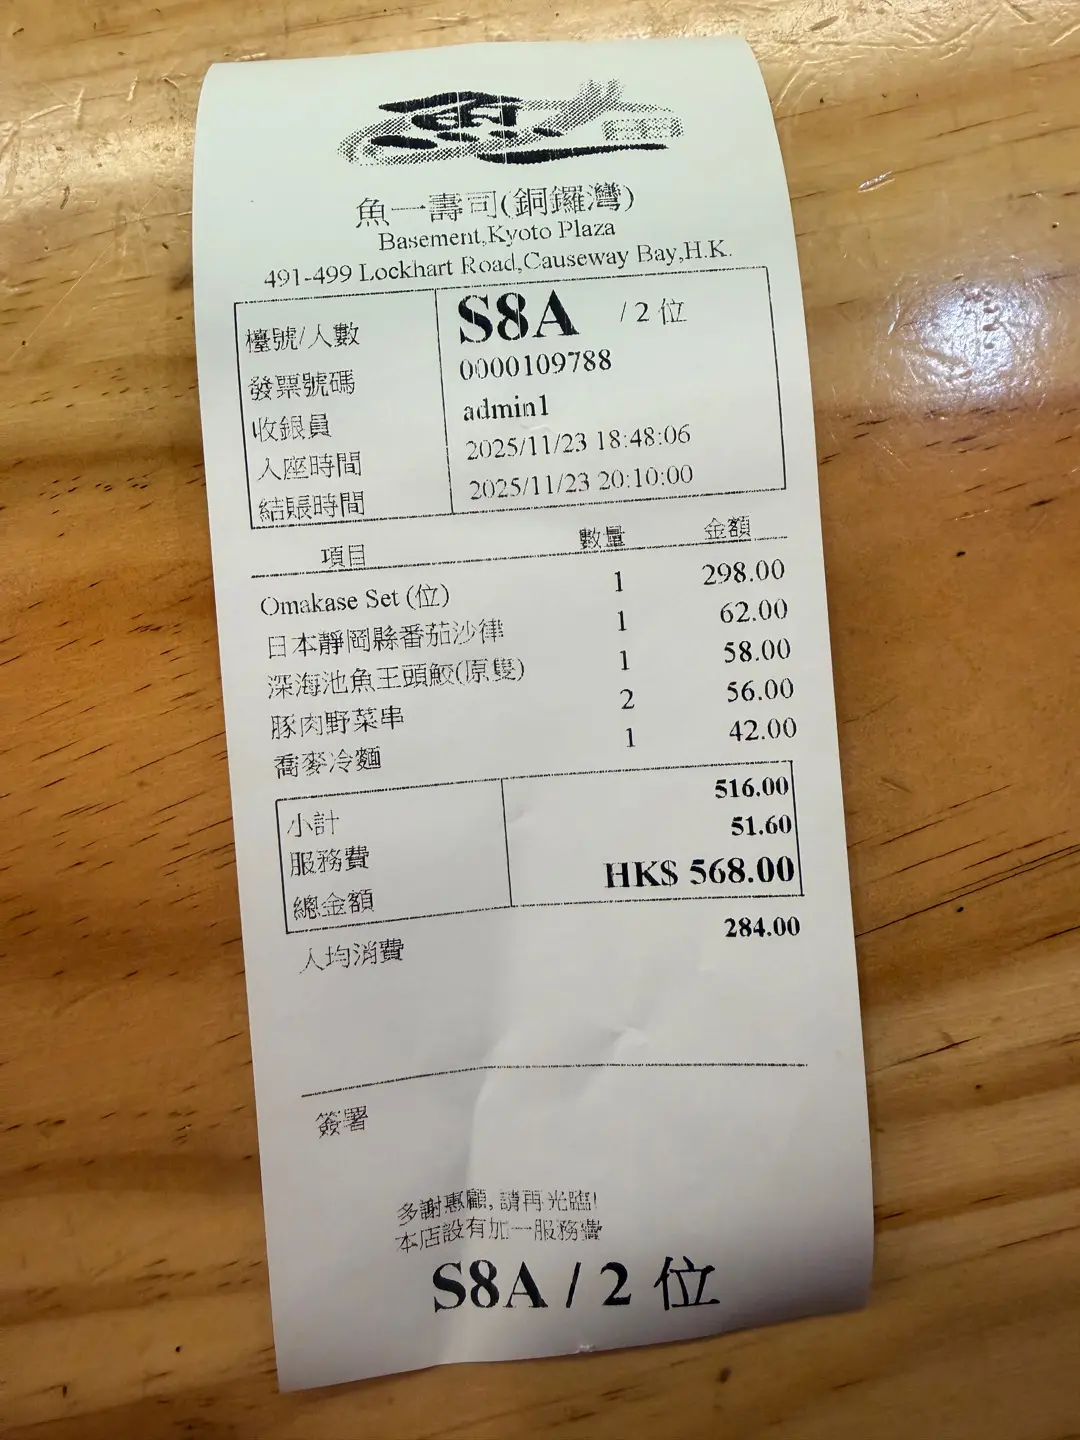 魚一壽司(銅鑼灣)
Basement,Kyoto Plaza
491-499 Lockhart Road,Causeway Bay,H.K.
檯號/人數 S8A / 2 位
發票號碼 0000109788
收銀員 admin1
入座時間 2025/11/23 18:48:06
結賬時間 2025/11/23 20:10:00
項目 數量 金額
Omakase Set (位) 1 298.00
日本靜岡縣番茄沙律 1 62.00
深海池魚王頭鮫(原隻) 1 58.00
豚肉野菜串 2 56.00
喬麥冷麵 1 42.00
小計 516.00
服務費 51.60
總金額 HK$ 568.00
人均消費 284.00
簽署
多謝惠顧, 請再光臨!
本店設有加一服務費
S8A / 2 位